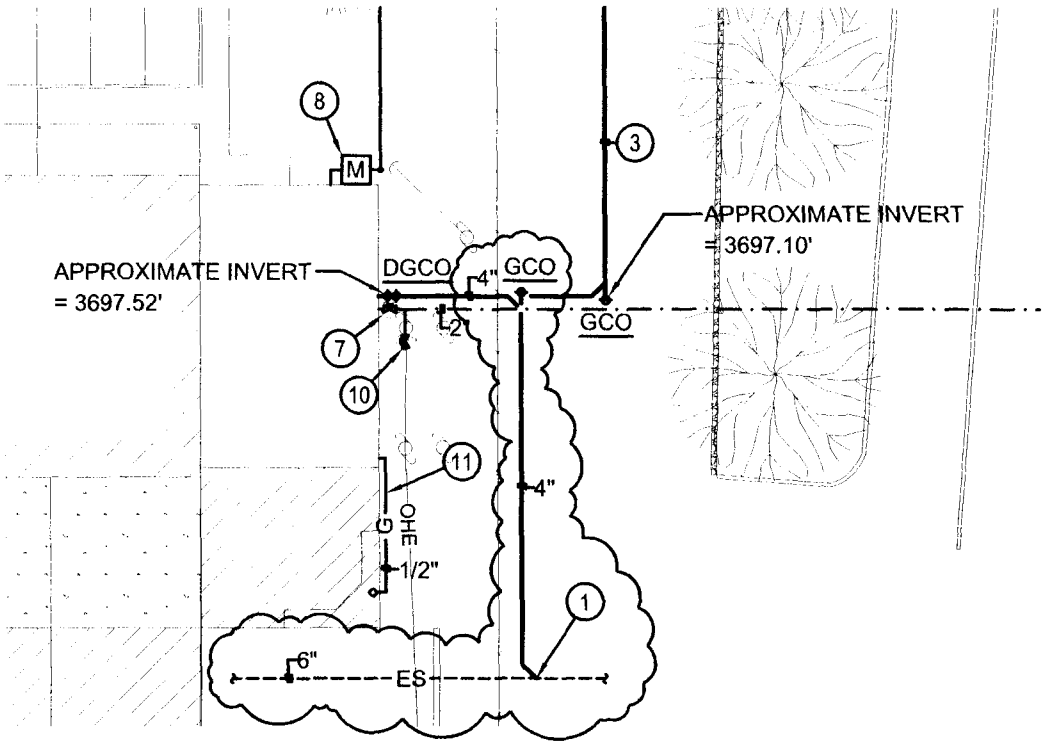 8
M
3
APPROXIMATE INVERT
= 3697.10'
APPROXIMATE INVERT
= 3697.52'
DGCO
4"
GCO
GCO
7
2"
10
11
G
OHE
4"
1/2"
1
6"
ES